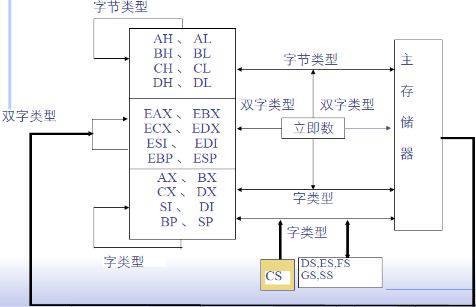 字节类型
AH 、 AL
BH 、 BL
CH 、 CL
DH 、 DL
字节类型
主存储器
双字类型
EAX 、 EBX
ECX 、 EDX
ESI 、 EDI
EBP 、 ESP
双字类型
双字类型
立即数
AX 、 BX
CX 、 DX
SI 、 DI
BP 、 SP
字类型
字类型
字类型
CS
DS,ES,FS
GS,SS